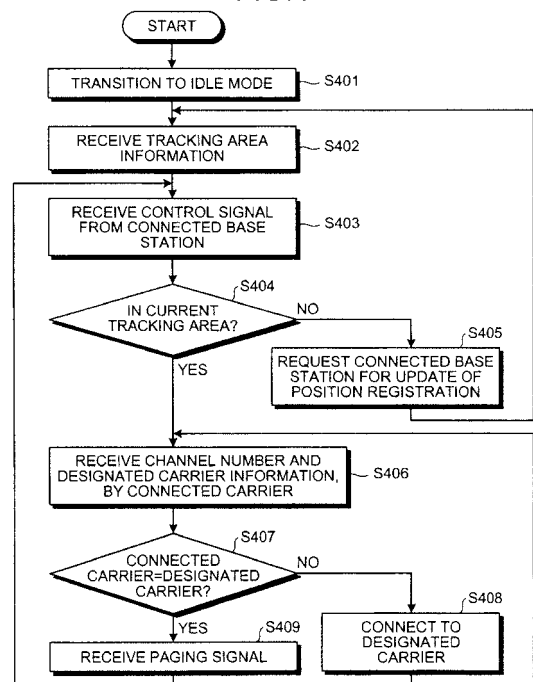 START
TRANSITION TO IDLE MODE
S401
RECEIVE TRACKING AREA
INFORMATION
S402
RECEIVE CONTROL SIGNAL
FROM CONNECTED BASE
STATION
S403
S404
IN CURRENT
TRACKING AREA?
NO
YES
S405
REQUEST CONNECTED BASE
STATION FOR UPDATE OF
POSITION REGISTRATION
RECEIVE CHANNEL NUMBER AND
DESIGNATED CARRIER INFORMATION,
BY CONNECTED CARRIER
S406
S407
CONNECTED
CARRIER=DESIGNATED
CARRIER?
NO
YES
S408
CONNECT TO
DESIGNATED
CARRIER
S409
RECEIVE PAGING SIGNAL